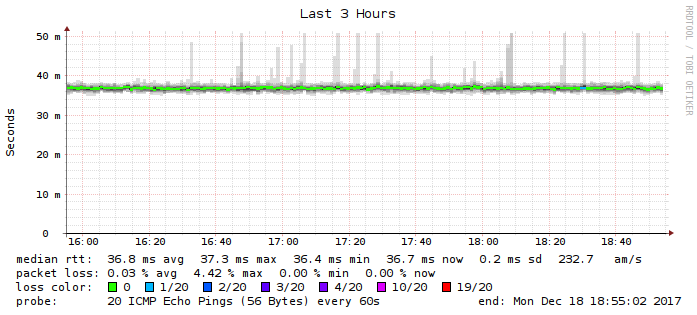 Last 3 Hours
RRDTOOL / TOBI OETIKER
Seconds
50 m
40 m
30 m
20 m
10 m
0
16:00 16:20 16:40 17:00 17:20 17:40 18:00 18:20 18:40
median rtt: 36.8 ms avg 37.3 ms max 36.4 ms min 36.7 ms now 0.2 ms sd 232.7 am/s
packet loss: 0.03 % avg 4.42 % max 0.00 % min 0.00 % now
loss color: 0 1/20 2/20 3/20 4/20 10/20 19/20
probe: 20 ICMP Echo Pings (56 Bytes) every 60s end: Mon Dec 18 18:55:02 2017